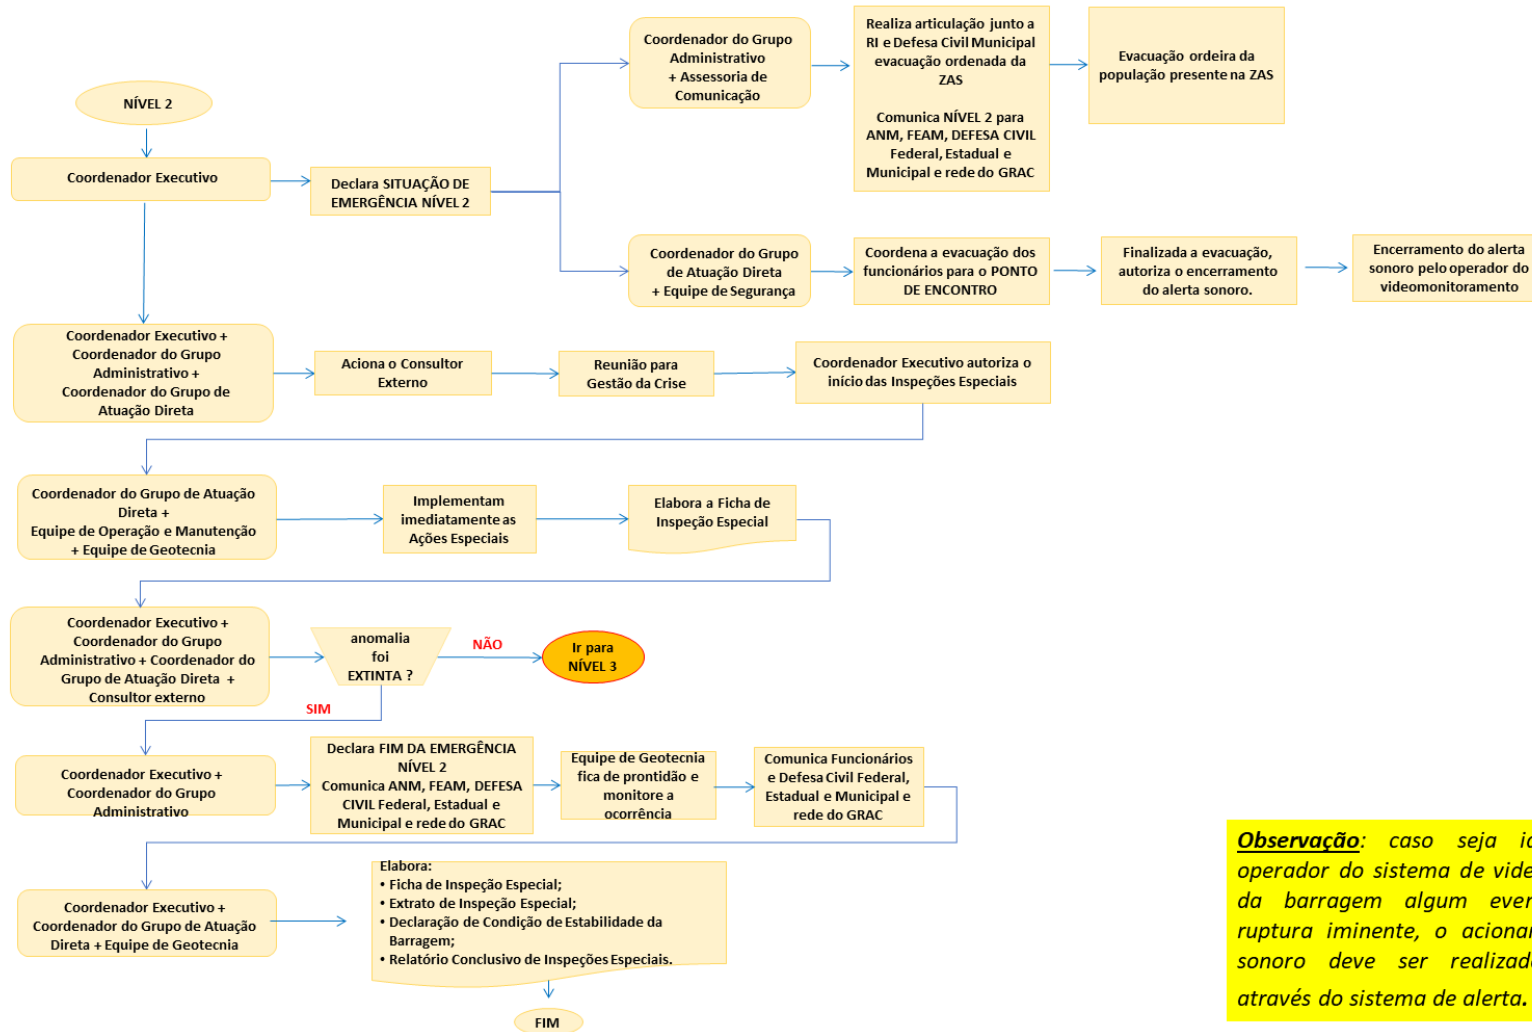 NÍVEL 2
Coordenador Executivo
Declara SITUAÇÃO DE
EMERGÊNCIA NÍVEL 2
Coordenador do Grupo
Administrativo
+ Assessoria de
Comunicação
Realiza articulação junto a
RI e Defesa Civil Municipal
evacuação ordenada da
ZAS
Comunica NÍVEL 2 para
ANM, FEAM, DEFESA CIVIL
Federal, Estadual e
Municipal e rede do GRAC
Evacuação ordeira da
população presente na ZAS
Coordenador do Grupo
de Atuação Direta
+ Equipe de Segurança
Coordena a evacuação dos
funcionários para o PONTO
DE ENCONTRO
Finalizada a evacuação,
autoriza o encerramento
do alerta sonoro.
Encerramento do alerta
sonoro pelo operador do
videomonitoramento
Coordenador Executivo +
Coordenador do Grupo
Administrativo +
Coordenador do Grupo de
Atuação Direta
Aciona o Consultor
Externo
Reunião para
Gestão da Crise
Coordenador Executivo autoriza o
início das Inspeções Especiais
Coordenador do Grupo de Atuação
Direta +
Equipe de Operação e Manutenção
+ Equipe de Geotecnia
Implementam
imediatamente as
Ações Especiais
Elabora a Ficha de
Inspeção Especial
Coordenador Executivo +
Coordenador do Grupo
Administrativo + Coordenador do
Grupo de Atuação Direta +
Consultor externo
anomalia
foi
EXTINTA ?
NÃO
Ir para
NÍVEL 3
SIM
Coordenador Executivo +
Coordenador do Grupo
Administrativo
Declara FIM DA EMERGÊNCIA
NÍVEL 2
Comunica ANM, FEAM, DEFESA
CIVIL Federal, Estadual e
Municipal e rede do GRAC
Equipe de Geotecnia
fica de prontidão e
monitore a
ocorrência
Comunica Funcionários
e Defesa Civil Federal,
Estadual e Municipal e
rede do GRAC
Coordenador Executivo +
Coordenador do Grupo de Atuação
Direta + Equipe de Geotecnia
Elabora:
• Ficha de Inspeção Especial;
• Extrato de Inspeção Especial;
• Declaração de Condição de Estabilidade da
Barragem;
• Relatório Conclusivo de Inspeções Especiais.
FIM
Observação: caso seja
operador do sistema de
da barragem algum
ruptura iminente, o
sonoro deve ser
através do sistema de alerta.